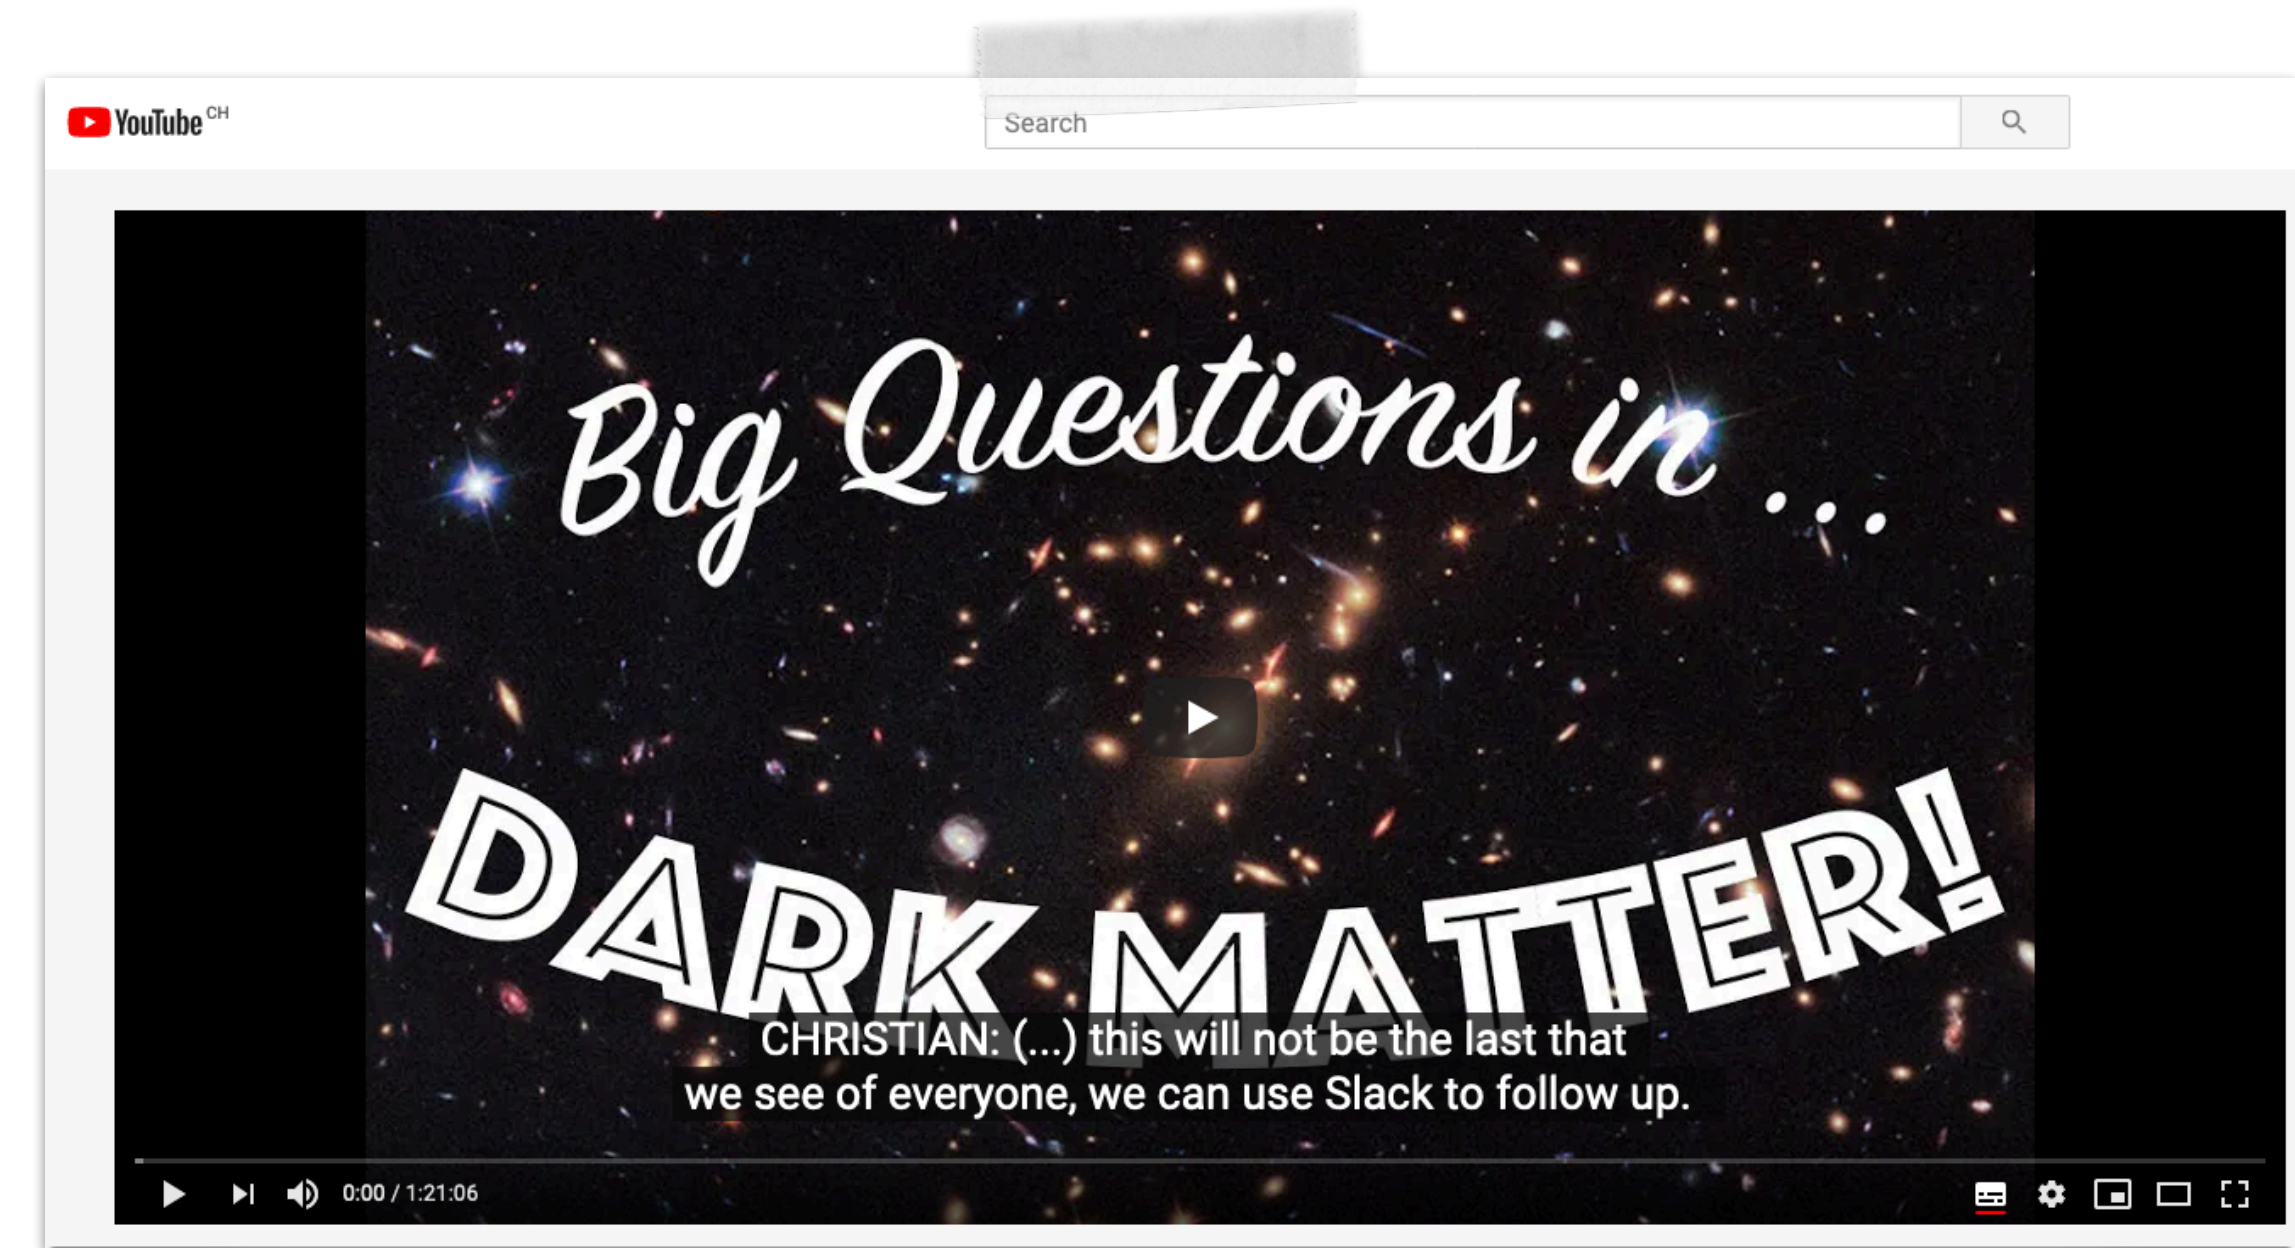 YouTube CH
Search
Big Questions in ...
DARK MATTER!
CHRISTIAN: (...) this will not be the last that
we see of everyone, we can use Slack to follow up.
0:00 / 1:21:06